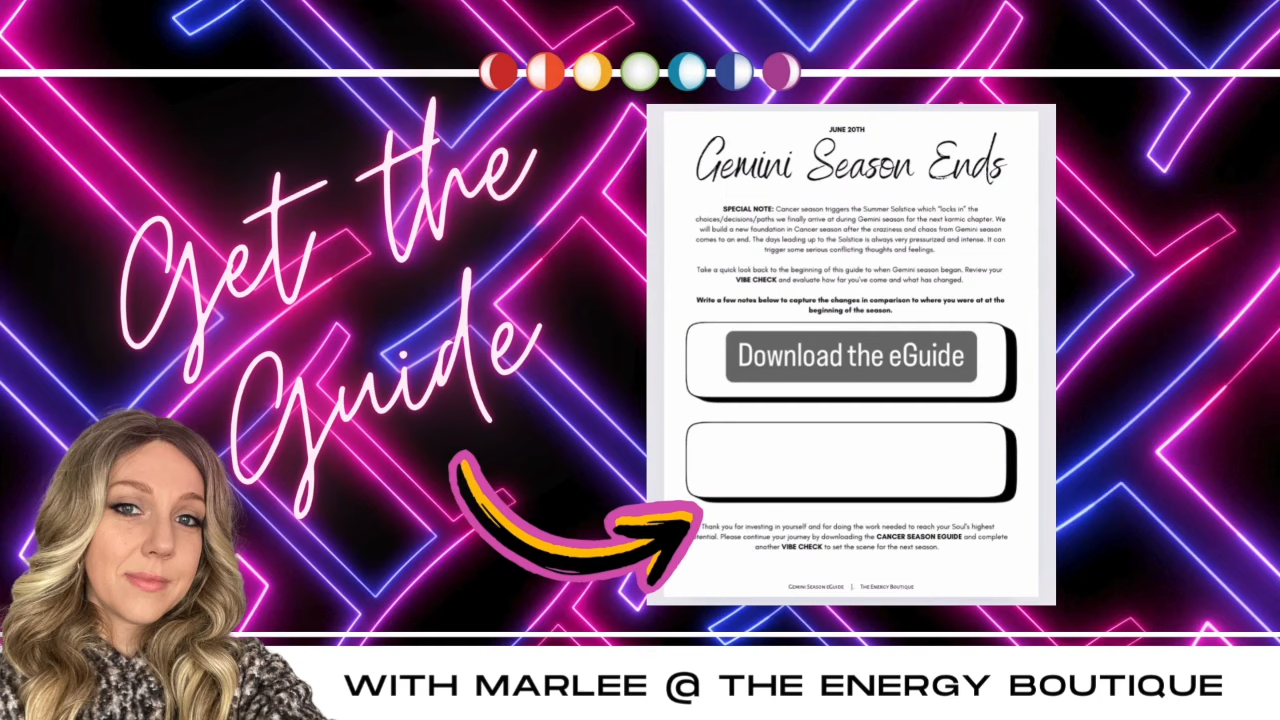 Get the
Guide
JUNE 20TH
Gemini Season Ends
SPECIAL NOTE: Cancer season triggers the Summer Solstice which "locks in" the
choices/decisions/paths we finally arrive at during Gemini season for the next karmic chapter. We
will build a new foundation in Cancer season after the craziness and chaos from Gemini season
comes to an end. The days leading up to the Solstice is always very pressurized and intense. It can
trigger some serious conflicting thoughts and feelings.
Take a quick look back to the beginning of this guide to when Gemini season began. Review your
VIBE CHECK and evaluate how far you've come and what has changed.
Write a few notes below to capture the changes in comparison to where you were at at the
beginning of the season.
Download the eGuide
Thank you for investing in yourself and for doing the work needed to reach your Soul's highest
tential. Please continue your journey by downloading the CANCER SEASON EGUIDE and complete
another VIBE CHECK to set the scene for the next season.
GEMINI SEASON EGUIDE | THE ENERGY BOUTIQUE
WITH MARLEE @ THE ENERGY BOUTIQUE